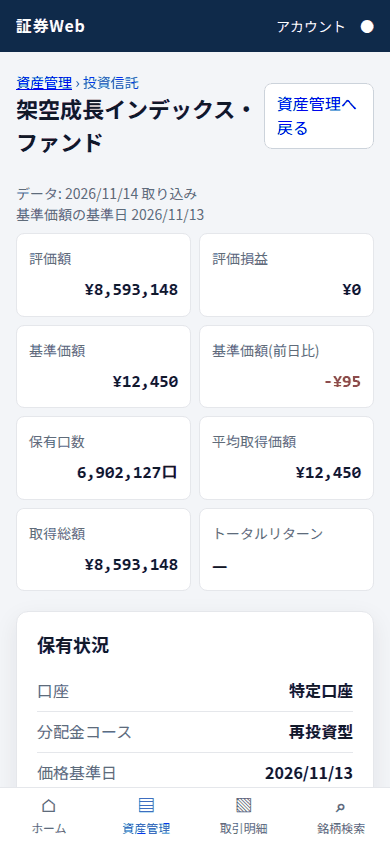 証券Web
アカウント
資産管理 › 投資信託
架空成長インデックス・
ファンド
資産管理へ
戻る
データ: 2026/11/14 取り込み
基準価額の基準日 2026/11/13
評価額
¥8,593,148
評価損益
¥0
基準価額
¥12,450
基準価額(前日比)
-¥95
保有口数
6,902,127口
平均取得価額
¥12,450
取得総額
¥8,593,148
トータルリターン
—
保有状況
口座
特定口座
分配金コース
再投資型
価格基準日
2026/11/13
ホーム
資産管理
取引明細
銘柄検索